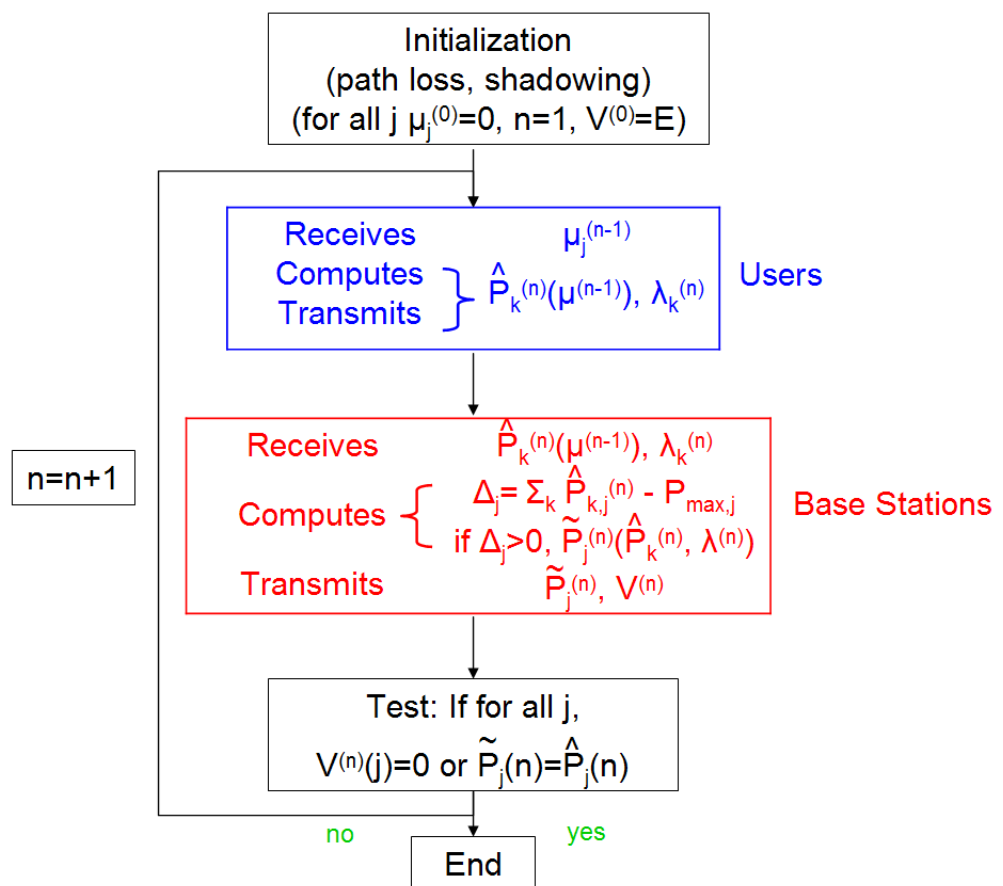 Initialization
(path loss, shadowing)
(for all j μⱼ⁽⁰⁾=0, n=1, V⁽⁰⁾=E)
Receives μⱼ⁽ⁿ⁻¹⁾
Computes
Transmits P̂ₖ⁽ⁿ⁾(μ⁽ⁿ⁻¹⁾), λₖ⁽ⁿ⁾
Users
Receives P̂ₖ⁽ⁿ⁾(μ⁽ⁿ⁻¹⁾), λₖ⁽ⁿ⁾
Computes Δⱼ= Σₖ P̂_{k,j}⁽ⁿ⁾ - P_{max,j}
if Δⱼ>0, P̃ⱼ⁽ⁿ⁾(P̂ₖ⁽ⁿ⁾, λ⁽ⁿ⁾)
Transmits P̃ⱼ⁽ⁿ⁾, V⁽ⁿ⁾
Base Stations
n=n+1
Test: If for all j,
V⁽ⁿ⁾(j)=0 or P̃ⱼ(n)=P̂ⱼ(n)
no yes
End